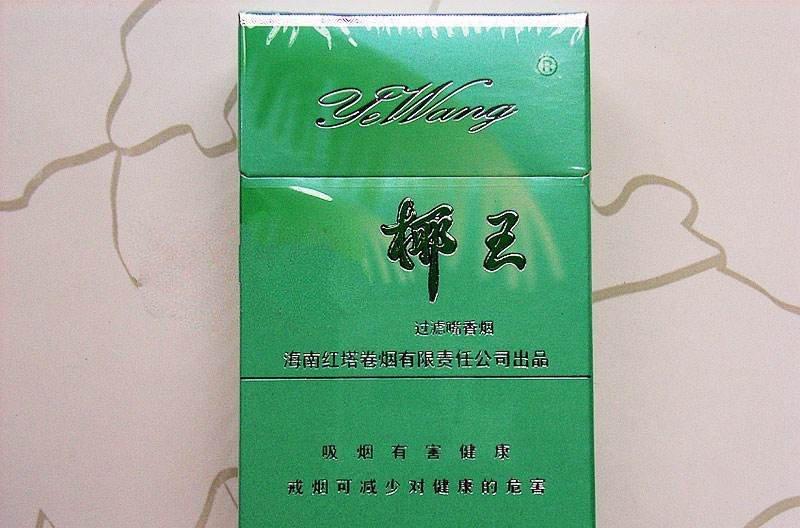 ®
YeWang
椰王
过滤嘴香烟
海南红塔卷烟有限责任公司出品
吸烟有害健康
戒烟可减少对健康的危害